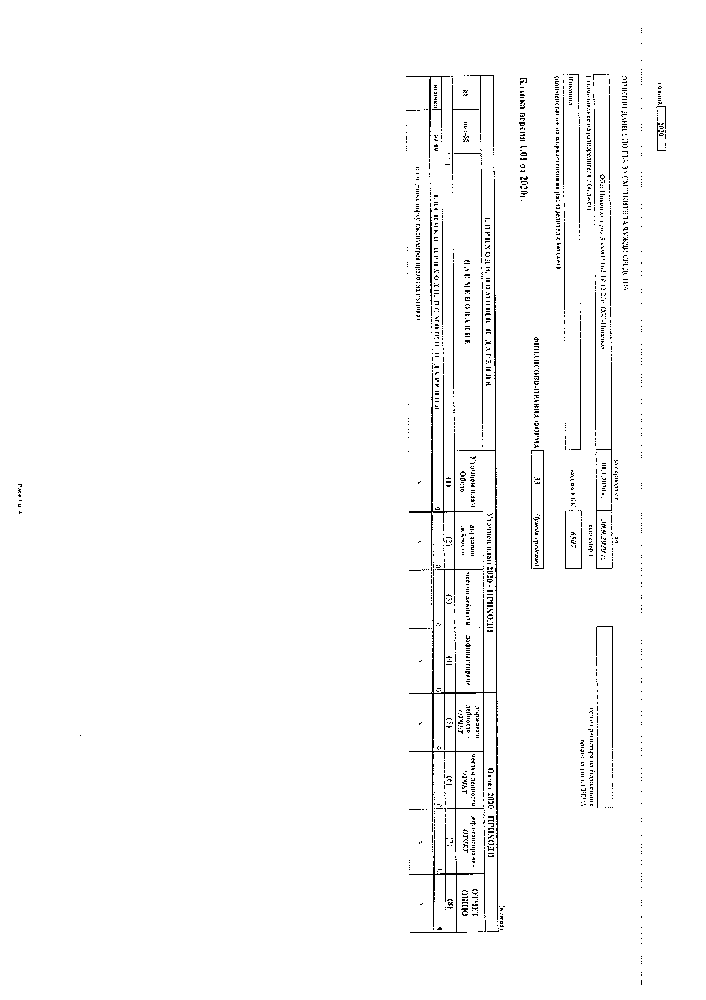 година 2020
ОТЧЕТНИ ДАННИ ПО ЕБК ЗА СМЕТКИТЕ ЗА ЧУЖДИ СРЕДСТВА
за периода от до
Общ Никопол-прил 3 към Р-162/18 12 20г ОбС-Никопол 01.1.2020 г. 30.9.2020 г.
(наименование на разпоредителя с бюджет) септември код от регистъра на бюджетните
организации в СЕБРА
Никопол код по ЕБК: 6507
(наименование на първостепенния разпоредител с бюджет)
ФИНАНСОВО-ПРАВНА ФОРМА 33 Чужди средства
Бланка версия 1.01 от 2020г.
(в лева)
I. ПРИХОДИ, ПОМОЩИ И ДАРЕНИЯ Уточнен план 2020 - ПРИХОДИ Отчет 2020 - ПРИХОДИ
§§ под-§§ НАИМЕНОВАНИЕ Уточнен план Общо държавни дейности местни дейности дофинансиране държавни дейности - ОТЧЕТ местни дейности - ОТЧЕТ дофинансиране - ОТЧЕТ ОТЧЕТ ОБЩО
(1) (2) (3) (4) (5) (6) (7) (8)
всичко 99-99 I. ВСИЧКО ПРИХОДИ, ПОМОЩИ И ДАРЕНИЯ 0 0 0 0 0 0 0 0
в т.ч. данък върху таксиметров превоз на пътници x x x x x x x
Page 1 of 4